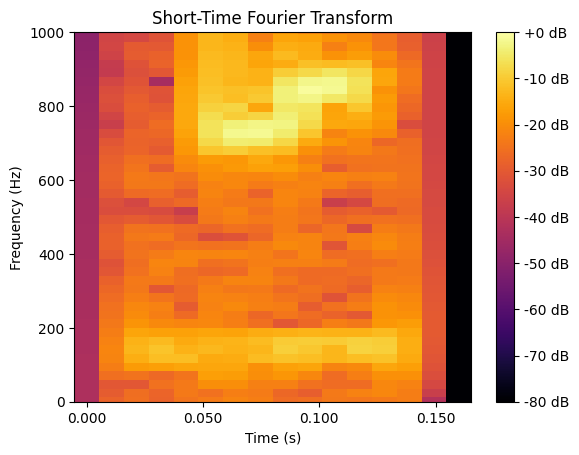 Short-Time Fourier Transform
1000
800
600
400
200
0
Frequency (Hz)
0.000
0.050
0.100
0.150
Time (s)
+0 dB
-10 dB
-20 dB
-30 dB
-40 dB
-50 dB
-60 dB
-70 dB
-80 dB